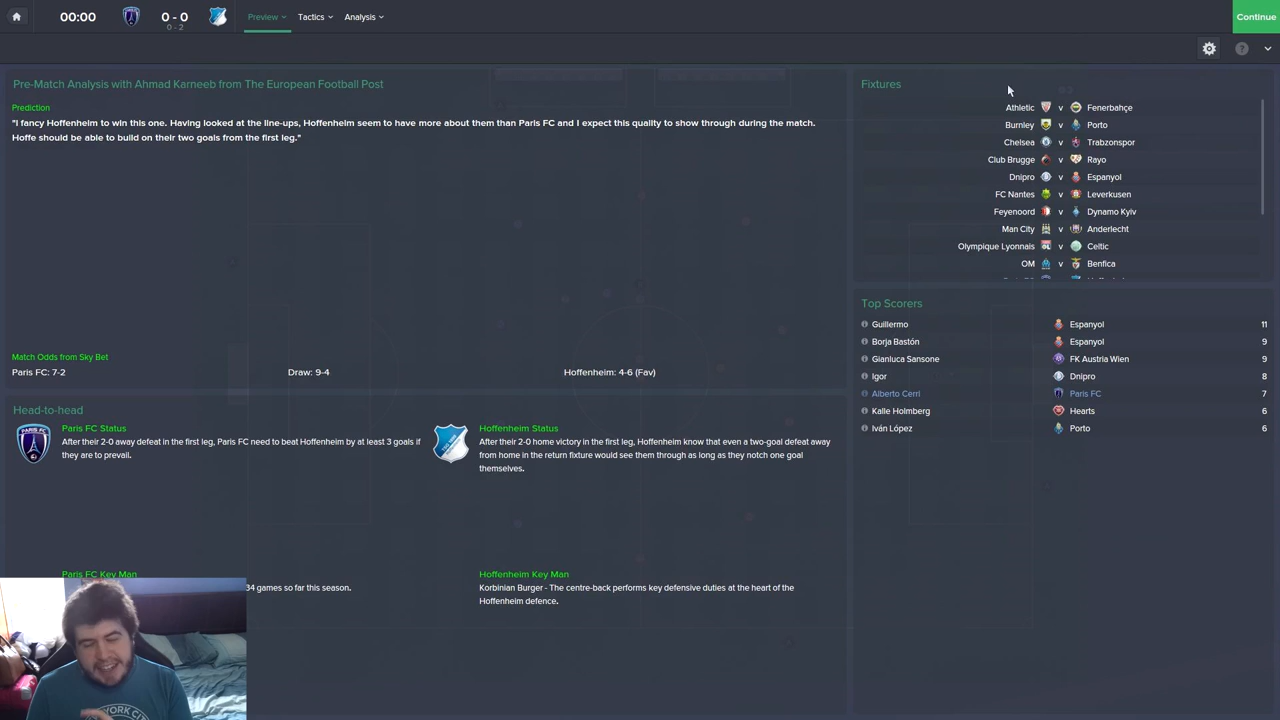 00:00
0 - 0
0 - 2
Preview
Tactics
Analysis
Continue
Pre-Match Analysis with Ahmad Karneeb from The European Football Post
Prediction
"I fancy Hoffenheim to win this one. Having looked at the line-ups, Hoffenheim seem to have more about them than Paris FC and I expect this quality to show through during the match.
Hoffe should be able to build on their two goals from the first leg."
Match Odds from Sky Bet
Paris FC: 7-2
Draw: 9-4
Hoffenheim: 4-6 (Fav)
Head-to-head
Paris FC Status
After their 2-0 away defeat in the first leg, Paris FC need to beat Hoffenheim by at least 3 goals if
they are to prevail.
Hoffenheim Status
After their 2-0 home victory in the first leg, Hoffenheim know that even a two-goal defeat away
from home in the return fixture would see them through as long as they notch one goal
themselves.
Paris FC Key Man
34 games so far this season.
Hoffenheim Key Man
Korbinian Burger - The centre-back performs key defensive duties at the heart of the
Hoffenheim defence.
Fixtures
Athletic v Fenerbahçe
Burnley v Porto
Chelsea v Trabzonspor
Club Brugge v Rayo
Dnipro v Espanyol
FC Nantes v Leverkusen
Feyenoord v Dynamo Kyiv
Man City v Anderlecht
Olympique Lyonnais v Celtic
OM v Benfica
Top Scorers
Guillermo Espanyol 11
Borja Bastón Espanyol 9
Gianluca Sansone FK Austria Wien 9
Igor Dnipro 8
Alberto Cerri Paris FC 7
Kalle Holmberg Hearts 6
Iván López Porto 6
YORK CITY